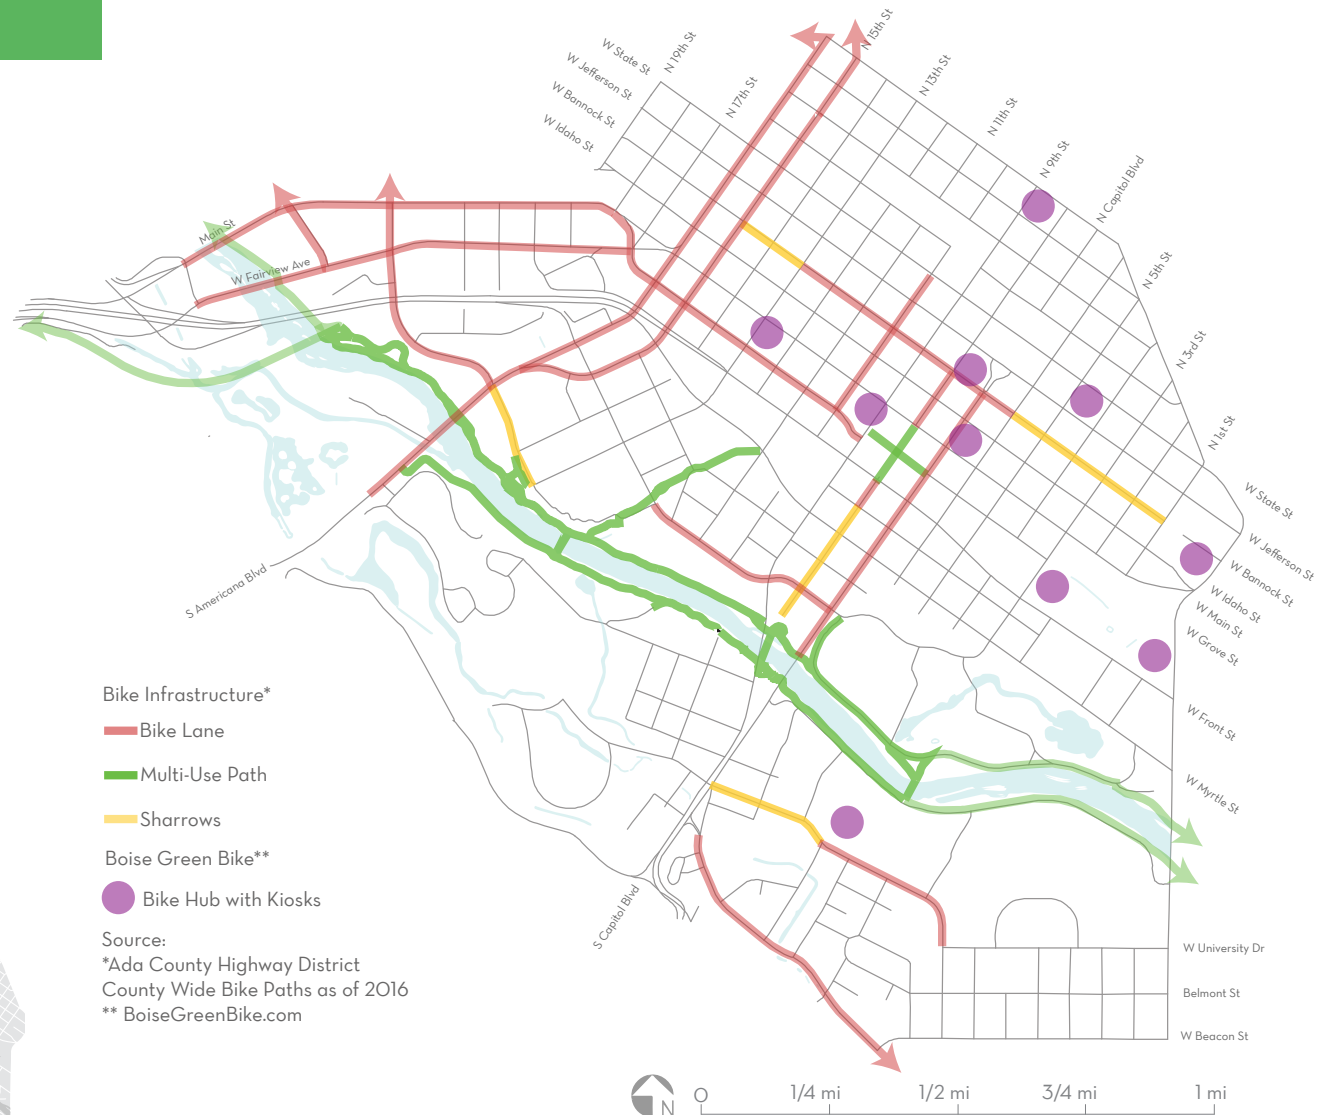 N 15th St
N 19th St
W State St
N 13th St
W Jefferson St
N 17th St
W Bannock St
N 11th St
W Idaho St
N 9th St
N Capitol Blvd
Main St
W Fairview Ave
N 5th St
N 3rd St
N 1st St
W State St
W Jefferson St
W Bannock St
W Idaho St
W Main St
W Grove St
S Americana Blvd
W Front St
W Myrtle St
Bike Infrastructure*
Bike Lane
Multi-Use Path
Sharrows
Boise Green Bike**
Bike Hub with Kiosks
Source:
*Ada County Highway District
County Wide Bike Paths as of 2016
** BoiseGreenBike.com
S Capitol Blvd
W University Dr
Belmont St
W Beacon St
N
0 1/4 mi 1/2 mi 3/4 mi 1 mi